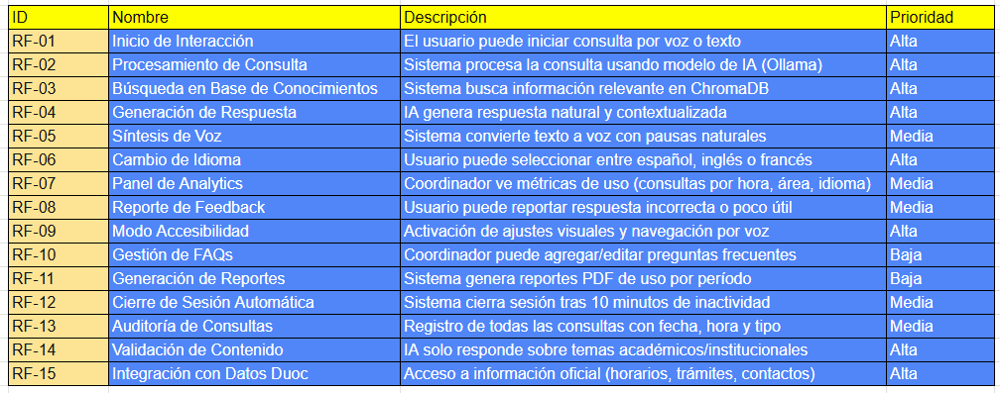 ID Nombre Descripción Prioridad
RF-01 Inicio de Interacción El usuario puede iniciar consulta por voz o texto Alta
RF-02 Procesamiento de Consulta Sistema procesa la consulta usando modelo de IA (Ollama) Alta
RF-03 Búsqueda en Base de Conocimientos Sistema busca información relevante en ChromaDB Alta
RF-04 Generación de Respuesta IA genera respuesta natural y contextualizada Alta
RF-05 Síntesis de Voz Sistema convierte texto a voz con pausas naturales Media
RF-06 Cambio de Idioma Usuario puede seleccionar entre español, inglés o francés Alta
RF-07 Panel de Analytics Coordinador ve métricas de uso (consultas por hora, área, idioma) Media
RF-08 Reporte de Feedback Usuario puede reportar respuesta incorrecta o poco útil Media
RF-09 Modo Accesibilidad Activación de ajustes visuales y navegación por voz Alta
RF-10 Gestión de FAQs Coordinador puede agregar/editar preguntas frecuentes Baja
RF-11 Generación de Reportes Sistema genera reportes PDF de uso por período Baja
RF-12 Cierre de Sesión Automática Sistema cierra sesión tras 10 minutos de inactividad Media
RF-13 Auditoría de Consultas Registro de todas las consultas con fecha, hora y tipo Media
RF-14 Validación de Contenido IA solo responde sobre temas académicos/institucionales Alta
RF-15 Integración con Datos Duoc Acceso a información oficial (horarios, trámites, contactos) Alta